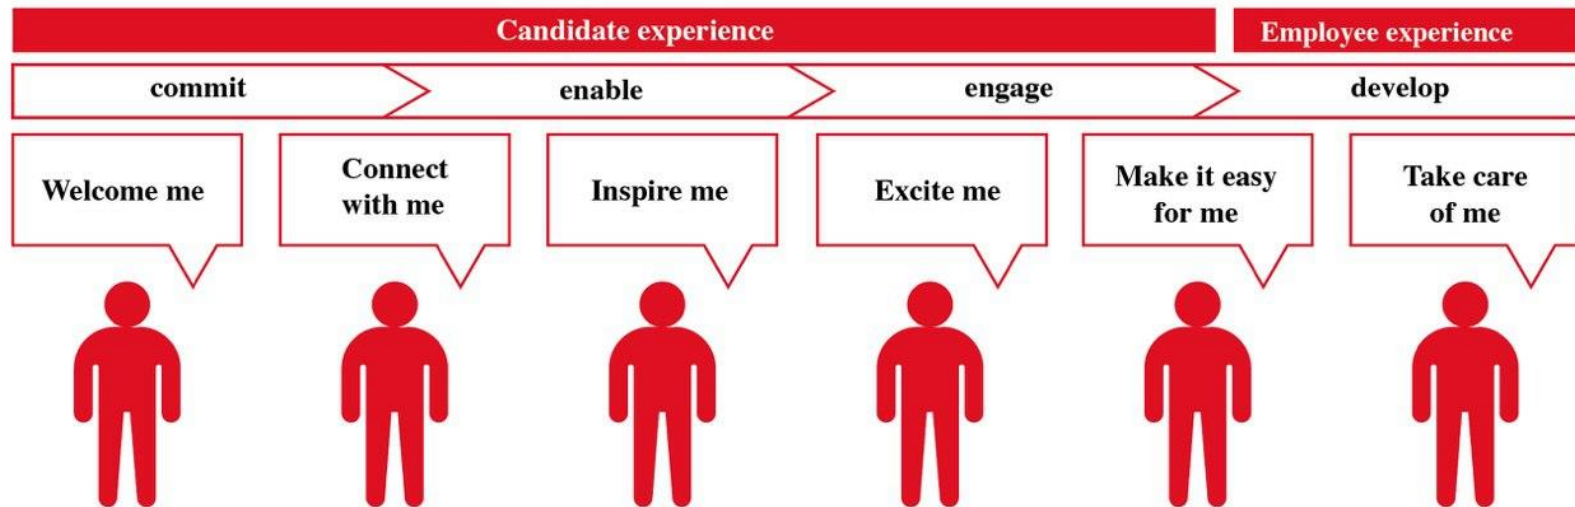 Candidate experience
Employee experience
commit
enable
engage
develop
Welcome me
Connect
with me
Inspire me
Excite me
Make it easy
for me
Take care
of me